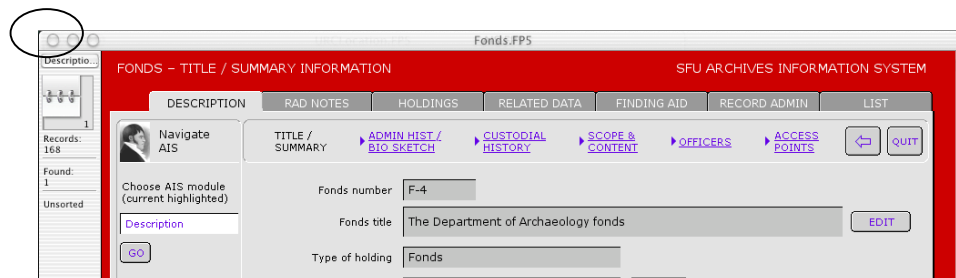 Fonds.FP5
Descriptio...
FONDS – TITLE / SUMMARY INFORMATION
SFU ARCHIVES INFORMATION SYSTEM
DESCRIPTION
RAD NOTES
HOLDINGS
RELATED DATA
FINDING AID
RECORD ADMIN
LIST
1
Records:
168
Found:
1
Unsorted
Navigate
AIS
TITLE /
SUMMARY
ADMIN HIST /
BIO SKETCH
CUSTODIAL
HISTORY
SCOPE &
CONTENT
OFFICERS
ACCESS
POINTS
QUIT
Choose AIS module
(current highlighted)
Description
GO
Fonds number
F-4
Fonds title
The Department of Archaeology fonds
EDIT
Type of holding
Fonds